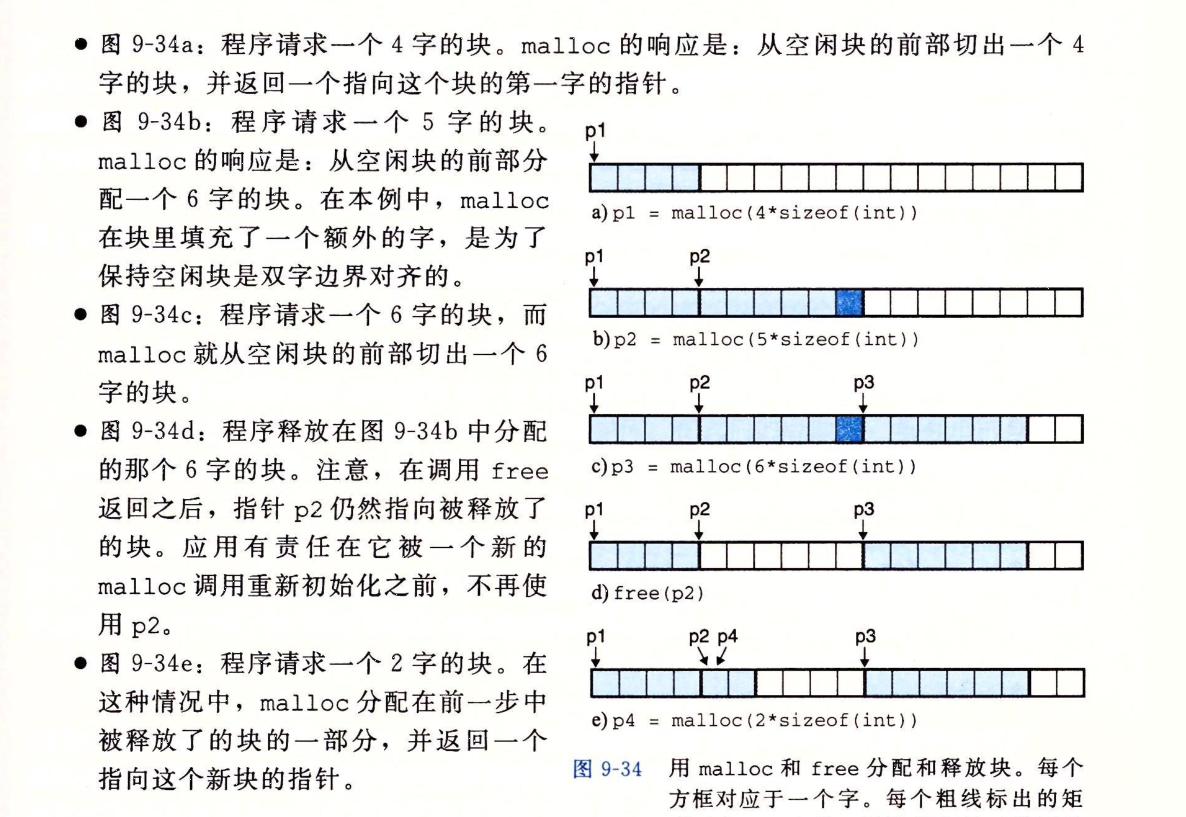 ● 图 9-34a：程序请求一个 4 字的块。malloc 的响应是：从空闲块的前部切出一个 4
字的块，并返回一个指向这个块的第一字的指针。
● 图 9-34b：程序请求一个 5 字的块。
malloc 的响应是：从空闲块的前部分
配一个 6 字的块。在本例中，malloc
在块里填充了一个额外的字，是为了
保持空闲块是双字边界对齐的。
● 图 9-34c：程序请求一个 6 字的块，而
malloc 就从空闲块的前部切出一个 6
字的块。
● 图 9-34d：程序释放在图 9-34b 中分配
的那个 6 字的块。注意，在调用 free
返回之后，指针 p2 仍然指向被释放了
的块。应用有责任在它被一个新的
malloc 调用重新初始化之前，不再使
用 p2。
● 图 9-34e：程序请求一个 2 字的块。在
这种情况中，malloc 分配在前一步中
被释放了的块的一部分，并返回一个
指向这个新块的指针。
p1
a) p1 = malloc(4*sizeof(int))
p1 p2
b) p2 = malloc(5*sizeof(int))
p1 p2 p3
c) p3 = malloc(6*sizeof(int))
p1 p2 p3
d) free(p2)
p1 p2 p4 p3
e) p4 = malloc(2*sizeof(int))
图 9-34 用 malloc 和 free 分配和释放块。每个
方框对应于一个字。每个粗线标出的矩